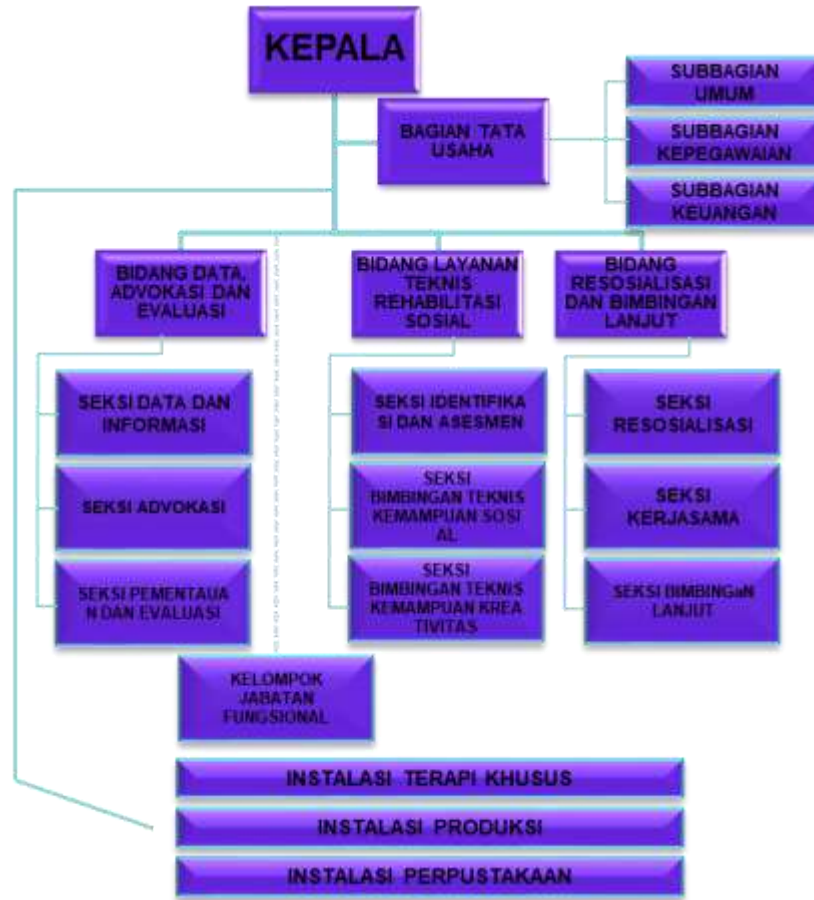 KEPALA
BAGIAN TATA
USAHA
SUBBAGIAN
UMUM
SUBBAGIAN
KEPEGAWAIAN
SUBBAGIAN
KEUANGAN
BIDANG DATA,
ADVOKASI DAN
EVALUASI
BIDANG LAYANAN
TEKNIS
REHABILITASI
SOSIAL
BIDANG
RESOSIALISASI
DAN BIMBINGAN
LANJUT
SEKSI DATA DAN
INFORMASI
SEKSI ADVOKASI
SEKSI PEMENTAUA
N DAN EVALUASI
SEKSI IDENTIFIKA
SI DAN ASESMEN
SEKSI
BIMBINGAN TEKNIS
KEMAMPUAN SOSI
AL
SEKSI
BIMBINGAN TEKNIS
KEMAMPUAN KREA
TIVITAS
SEKSI
RESOSIALISASI
SEKSI
KERJASAMA
SEKSI BIMBINGaN
LANJUT
KELOMPOK
JABATAN
FUNGSIONAL
INSTALASI TERAPI KHUSUS
INSTALASI PRODUKSI
INSTALASI PERPUSTAKAAN